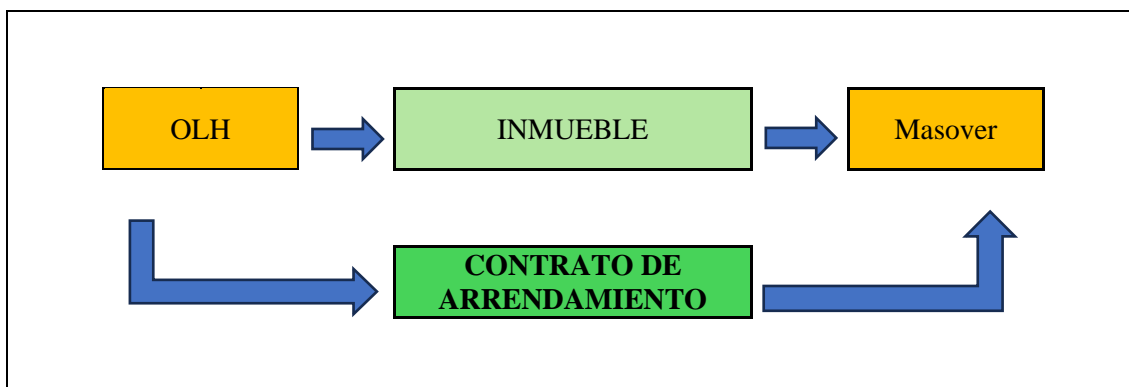 OLH
INMUEBLE
Masover
CONTRATO DE
ARRENDAMIENTO